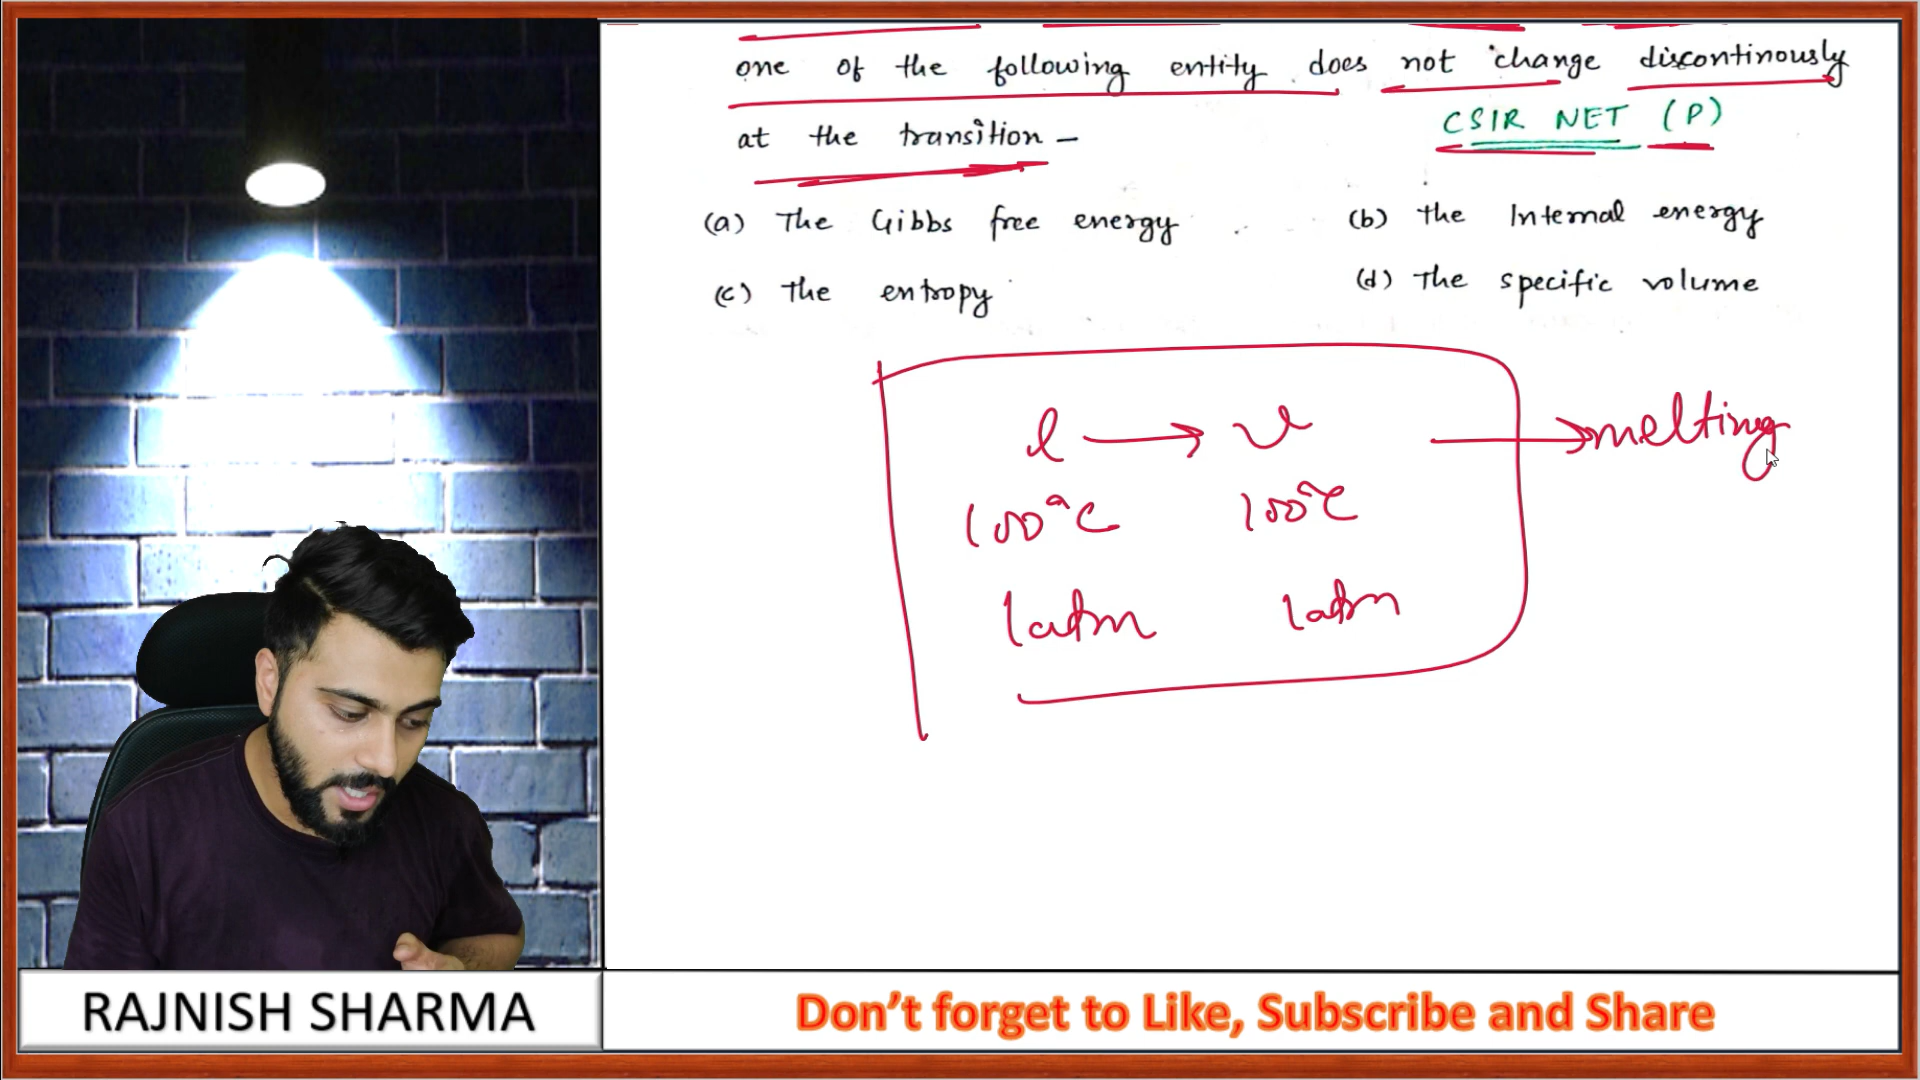 one of the following entity does not change discontinously
at the transition –
CSIR NET (P)
(a) The Gibbs free energy
(b) the Internal energy
(c) the entropy
(d) The specific volume
l → v → melting
100°C 100°C
1atm 1atm
RAJNISH SHARMA
Don't forget to Like, Subscribe and Share